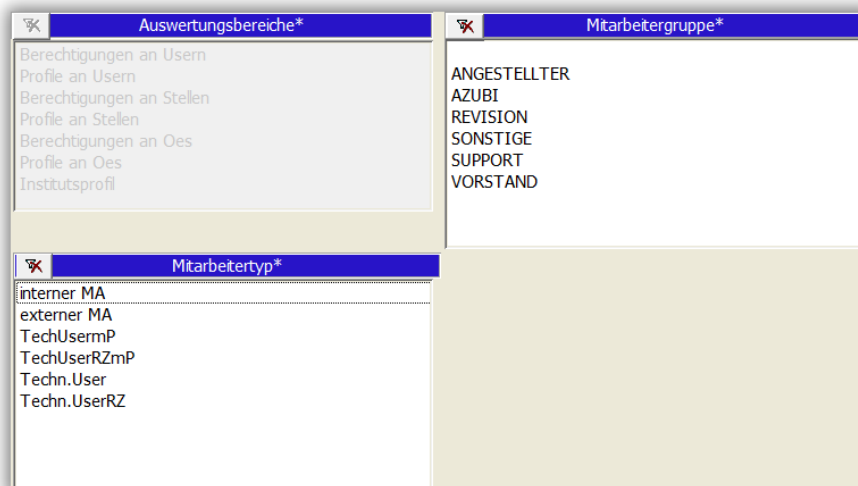 Auswertungsbereiche*
Berechtigungen an Usern
Profile an Usern
Berechtigungen an Stellen
Profile an Stellen
Berechtigungen an Oes
Profile an Oes
Institutsprofil
Mitarbeitergruppe*
ANGESTELLTER
AZUBI
REVISION
SONSTIGE
SUPPORT
VORSTAND
Mitarbeitertyp*
interner MA
externer MA
TechUsermP
TechUserRZmP
Techn.User
Techn.UserRZ